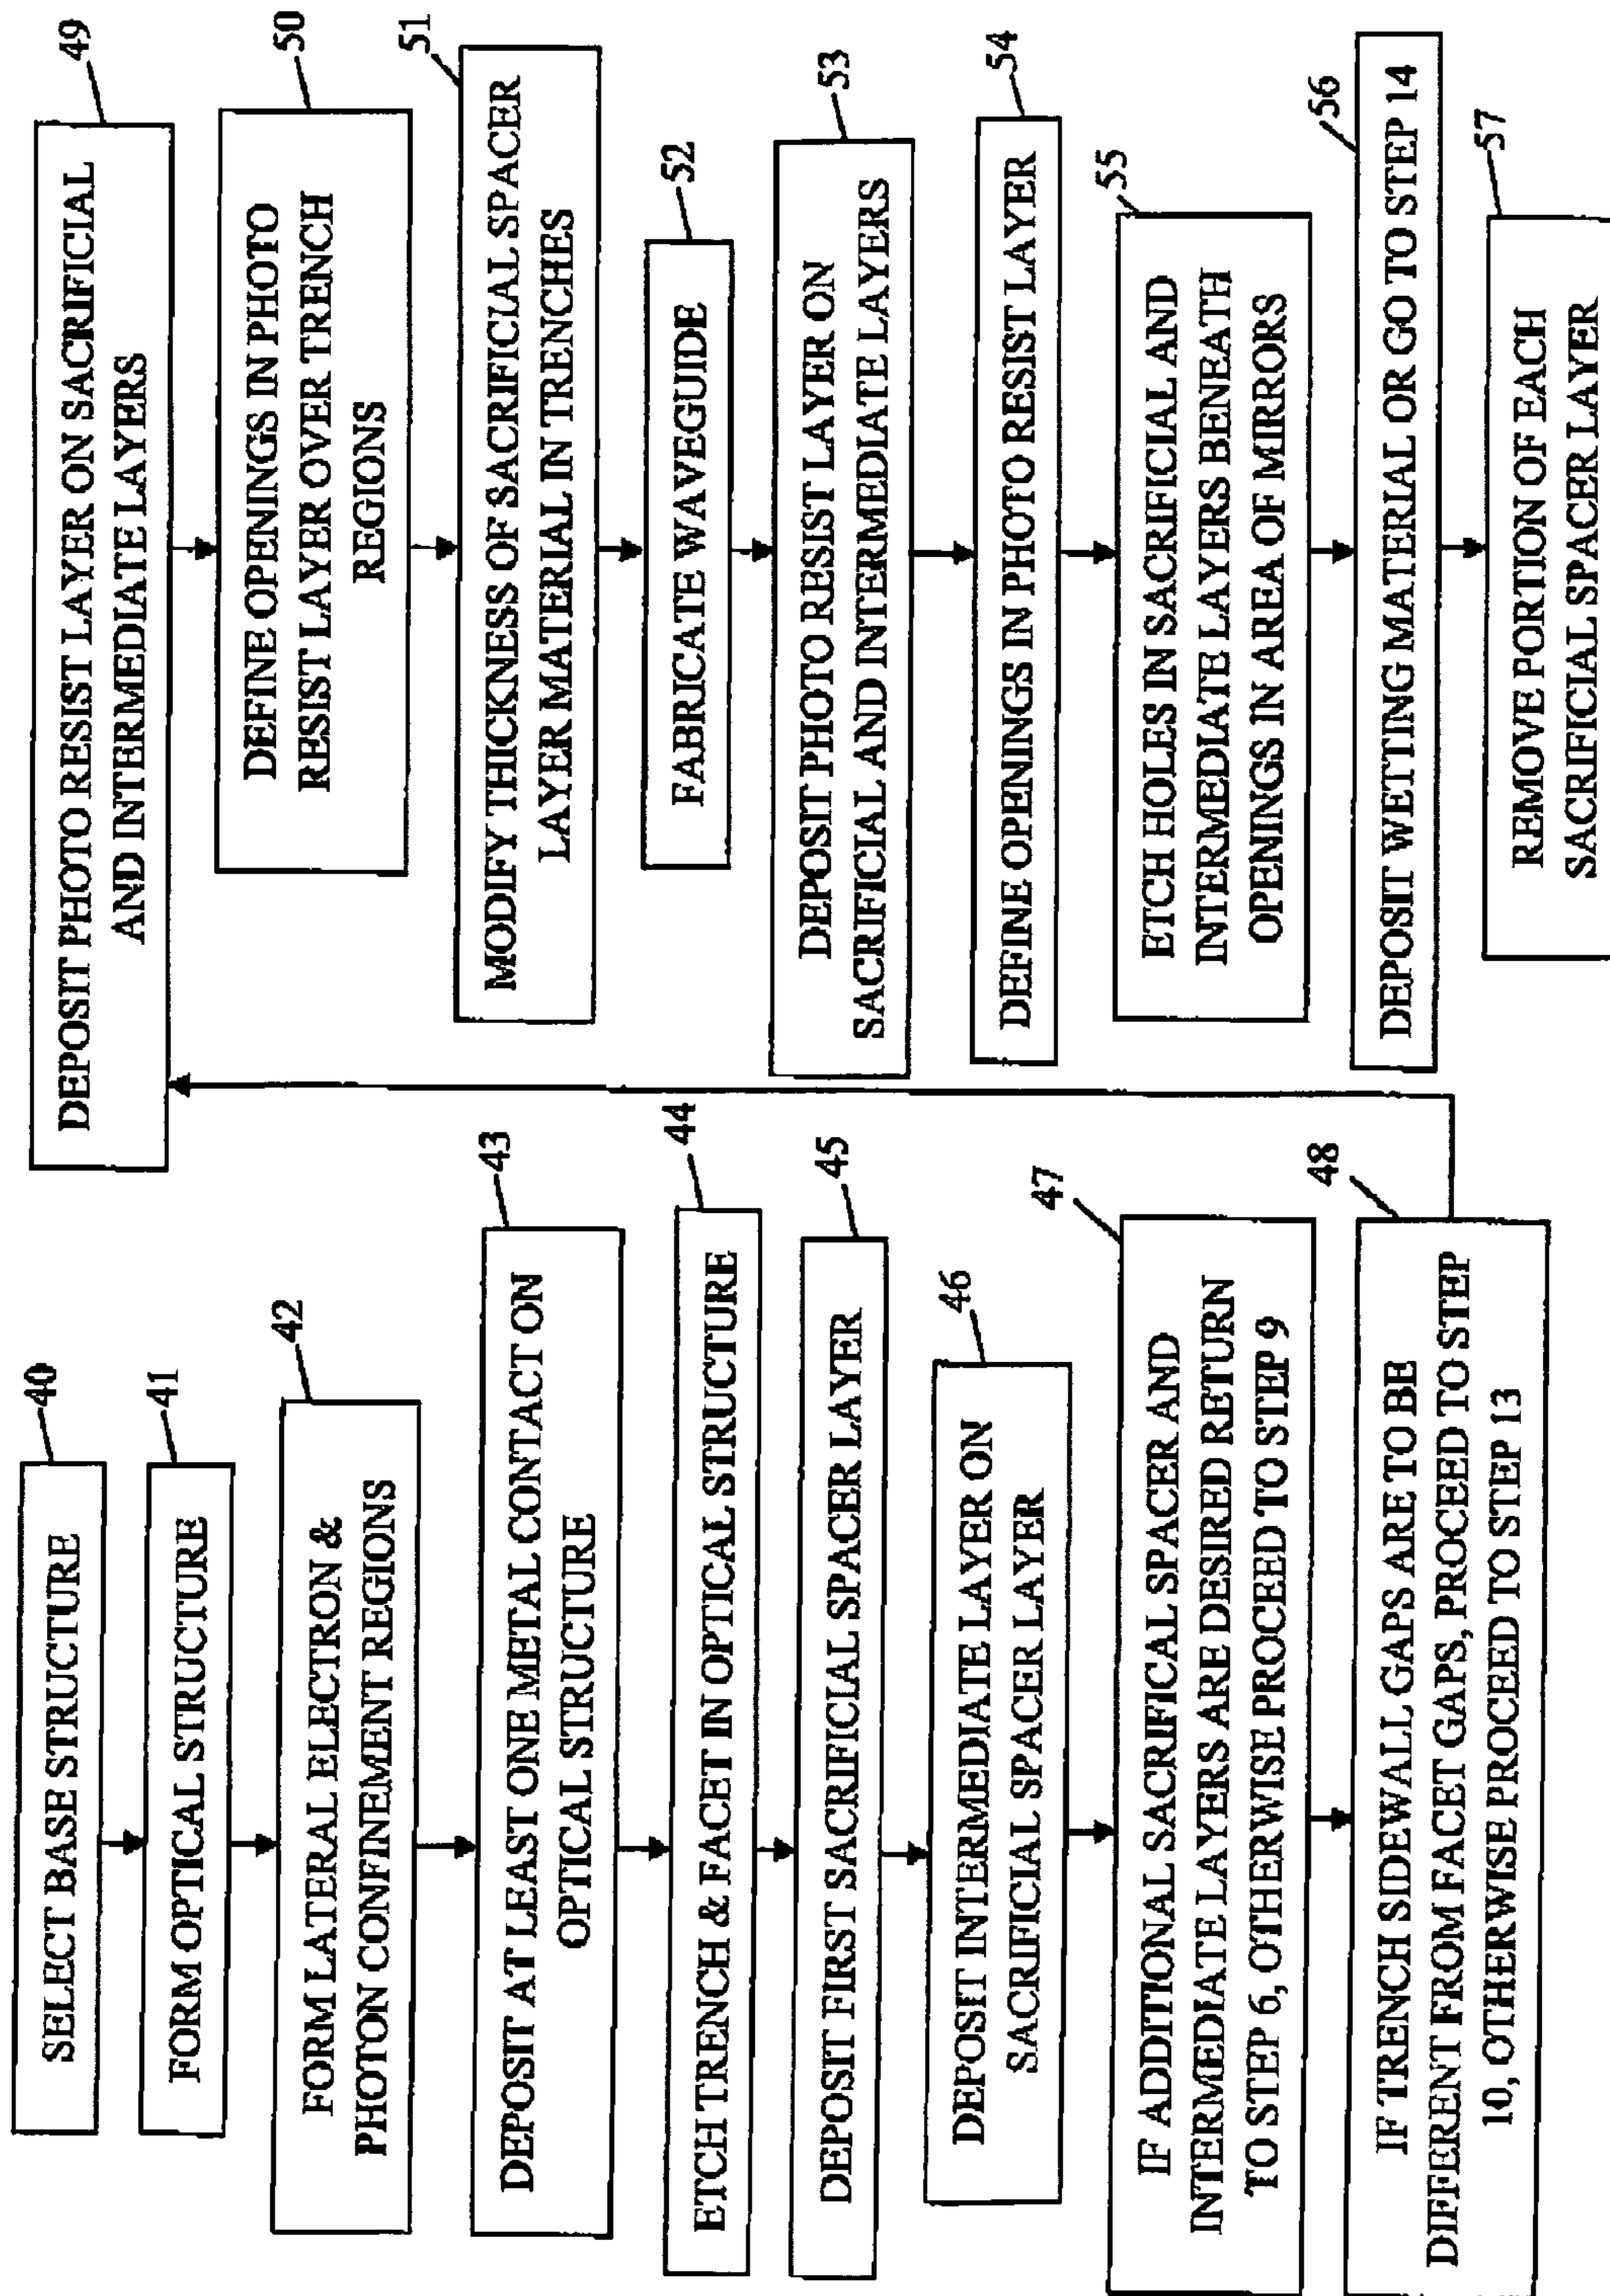 40
SELECT BASE STRUCTURE
41
FORM OPTICAL STRUCTURE
42
FORM LATERAL ELECTRON &
PHOTON CONFINEMENT REGIONS
43
DEPOSIT AT LEAST ONE METAL CONTACT ON
OPTICAL STRUCTURE
44
ETCH TRENCH & FACET IN OPTICAL STRUCTURE
45
DEPOSIT FIRST SACRIFICIAL SPACER LAYER
46
DEPOSIT INTERMEDIATE LAYER ON
SACRIFICIAL SPACER LAYER
47
IF ADDITIONAL SACRIFICAL SPACER AND
INTERMEDIATE LAYERS ARE DESIRED RETURN
TO STEP 6, OTHERWISE PROCEED TO STEP 9
48
IF TRENCH SIDEWALL GAPS ARE TO BE
DIFFERENT FROM FACET GAPS, PROCEED TO STEP
10, OTHERWISE PROCEED TO STEP 13
49
DEPOSIT PHOTO RESIST LAYER ON SACRIFICIAL
AND INTERMEDIATE LAYERS
50
DEFINE OPENINGS IN PHOTO
RESIST LAYER OVER TRENCH
REGIONS
51
MODIFY THICKNESS OF SACRIFICIAL SPACER
LAYER MATERIAL IN TRENCHES
52
FABRICATE WAVEGUIDE
53
DEPOSIT PHOTO RESIST LAYER ON
SACRIFICIAL AND INTERMEDIATE LAYERS
54
DEFINE OPENINGS IN PHOTO RESIST LAYER
55
ETCH HOLES IN SACRIFICIAL AND
INTERMEDIATE LAYERS BENEATH
OPENINGS IN AREA OF MIRRORS
56
DEPOSIT WETTING MATERIAL OR GO TO STEP 14
57
REMOVE PORTION OF EACH
SACRIFICIAL SPACER LAYER